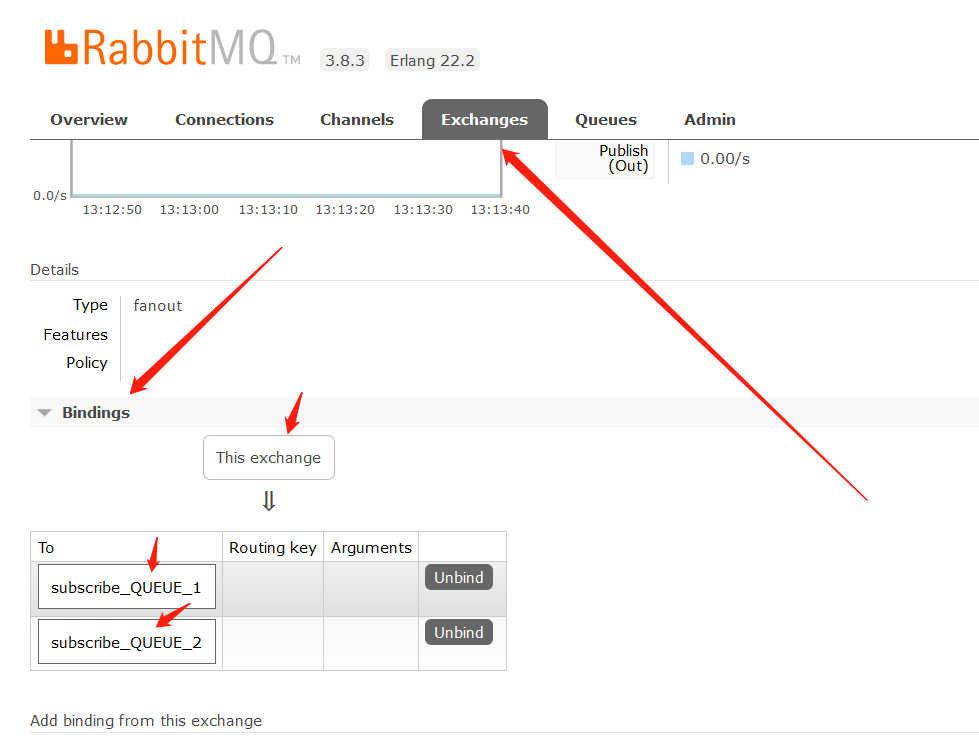 RabbitMQ TM 3.8.3 Erlang 22.2
Overview Connections Channels Exchanges Queues Admin
Publish
(Out) 0.00/s
0.0/s
13:12:50 13:13:00 13:13:10 13:13:20 13:13:30 13:13:40
Details
Type fanout
Features
Policy
Bindings
This exchange
⇓
To Routing key Arguments
subscribe_QUEUE_1 Unbind
subscribe_QUEUE_2 Unbind
Add binding from this exchange